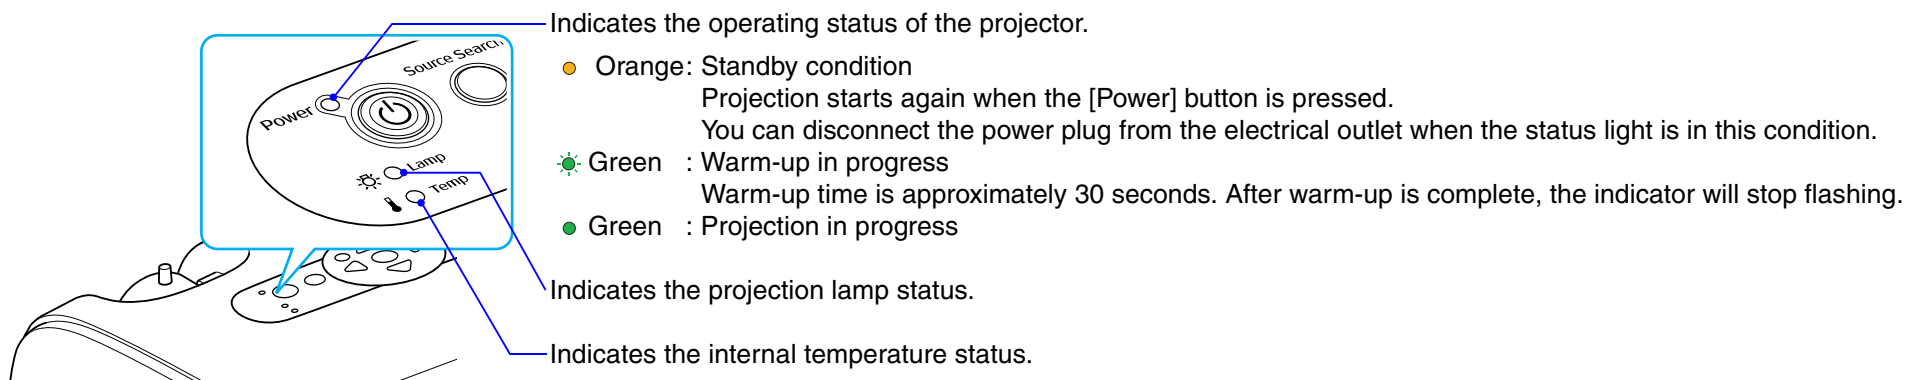 Indicates the operating status of the projector.
Source Search
Power
Lamp
Temp
Orange: Standby condition
Projection starts again when the [Power] button is pressed.
You can disconnect the power plug from the electrical outlet when the status light is in this condition.
Green : Warm-up in progress
Warm-up time is approximately 30 seconds. After warm-up is complete, the indicator will stop flashing.
Green : Projection in progress
Indicates the projection lamp status.
Indicates the internal temperature status.